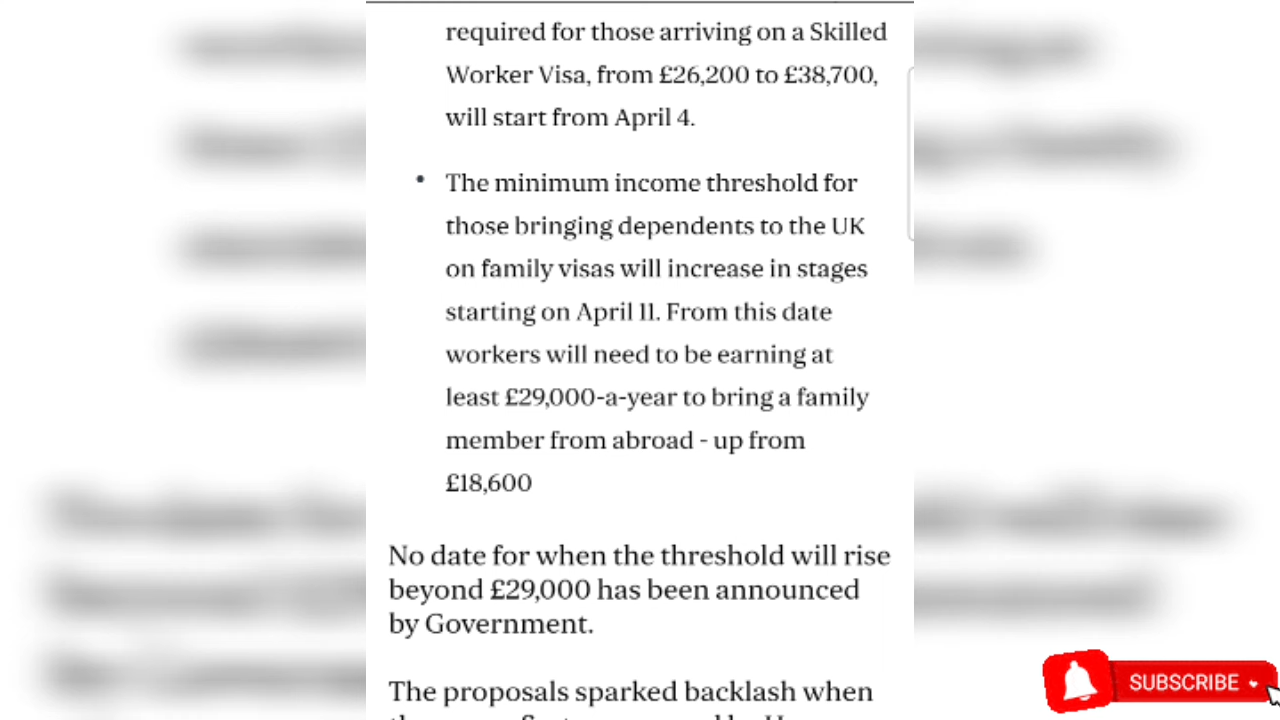 required for those arriving on a Skilled
Worker Visa, from £26,200 to £38,700,
will start from April 4.
• The minimum income threshold for
those bringing dependents to the UK
on family visas will increase in stages
starting on April 11. From this date
workers will need to be earning at
least £29,000-a-year to bring a family
member from abroad - up from
£18,600
No date for when the threshold will rise
beyond £29,000 has been announced
by Government.
The proposals sparked backlash when
SUBSCRIBE